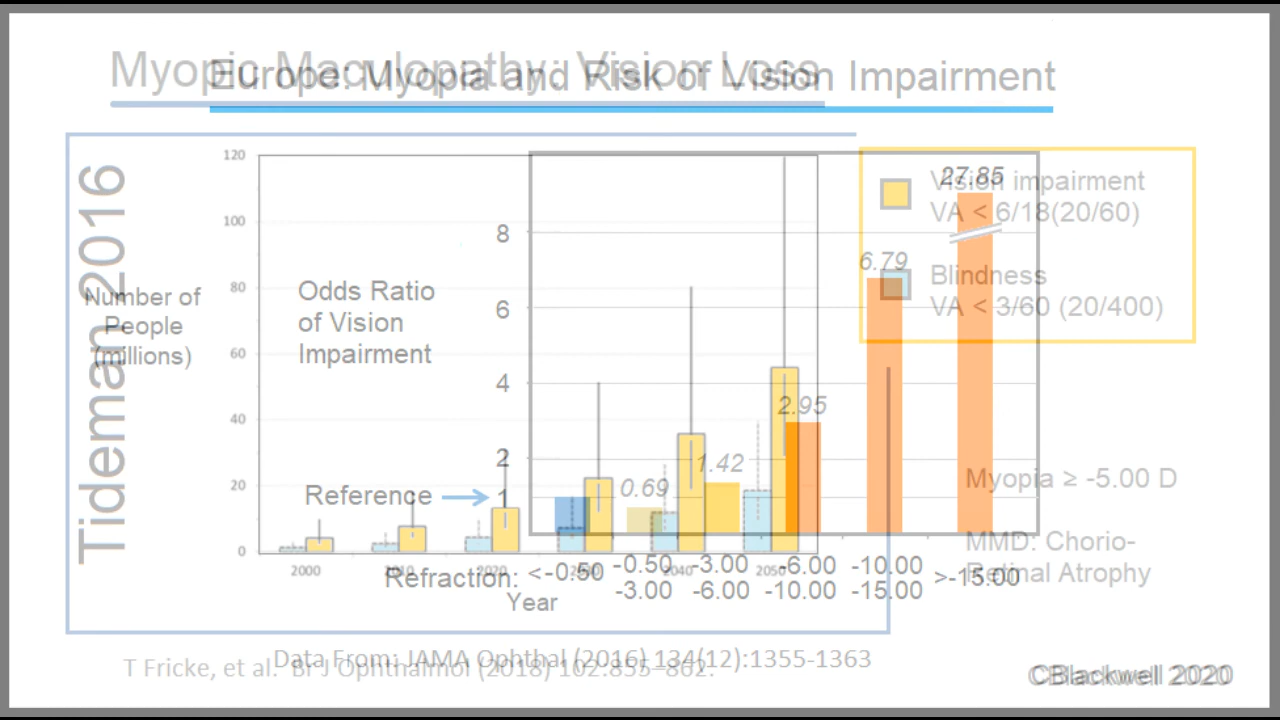 Myopic Maculopathy: Vision Loss
Europe: Myopia and Risk of Vision Impairment
Tideman 2016
Number of
People
(millions)
120
100
80
60
40
20
0
2000
2010
2020
2040
2050
Year
Vision impairment
VA < 6/18(20/60)
Blindness
VA < 3/60 (20/400)
Myopia ≥ -5.00 D
MMD: Chorio-
Retinal Atrophy
Odds Ratio
of Vision
Impairment
8
6
4
2
1
Reference
0.69
1.42
2.95
6.79
27.85
Refraction:
<-0.50
-0.50
-3.00
-3.00
-6.00
-6.00
-10.00
-10.00
-15.00
>-15.00
Data From: JAMA Ophthal (2016) 134(12):1355-1363
T Fricke, et al. Br J Ophthalmol (2018) 102:855–862.
CBlackwell 2020